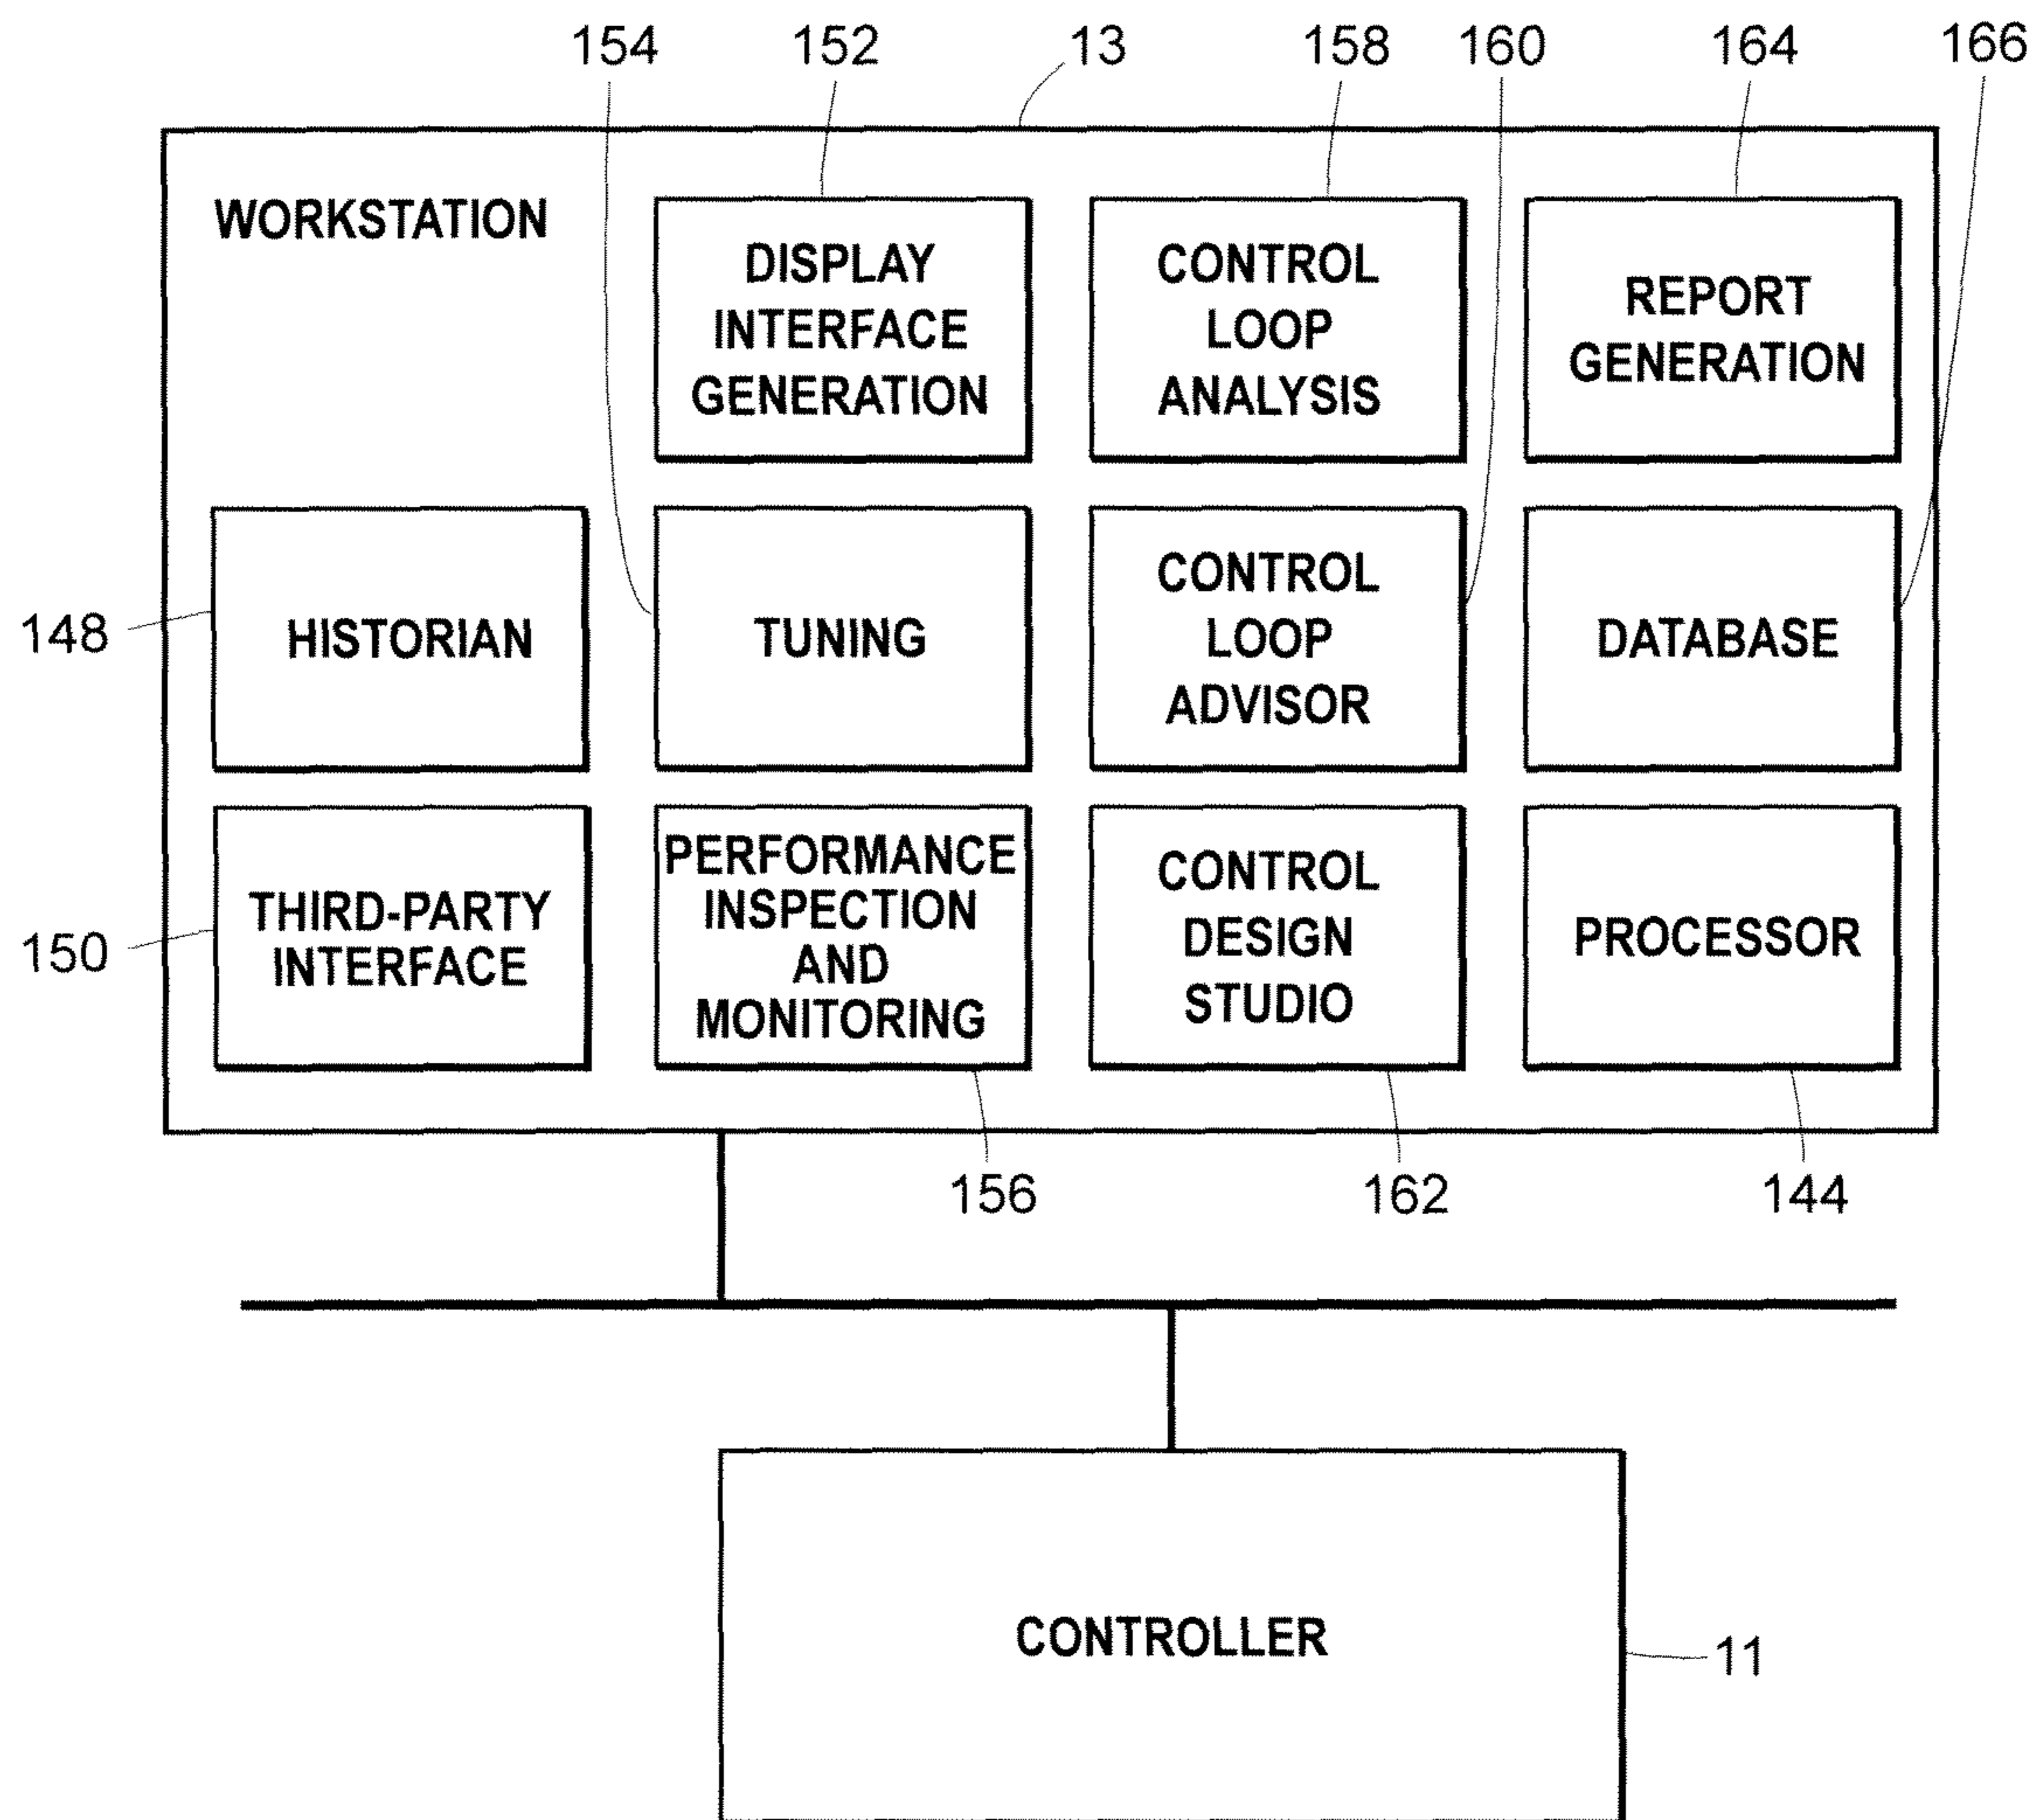 154
152
13
158
160
164
166
WORKSTATION
DISPLAY
INTERFACE
GENERATION
CONTROL
LOOP
ANALYSIS
REPORT
GENERATION
148
HISTORIAN
TUNING
CONTROL
LOOP
ADVISOR
DATABASE
150
THIRD-PARTY
INTERFACE
PERFORMANCE
INSPECTION
AND
MONITORING
CONTROL
DESIGN
STUDIO
PROCESSOR
156
162
144
CONTROLLER
11